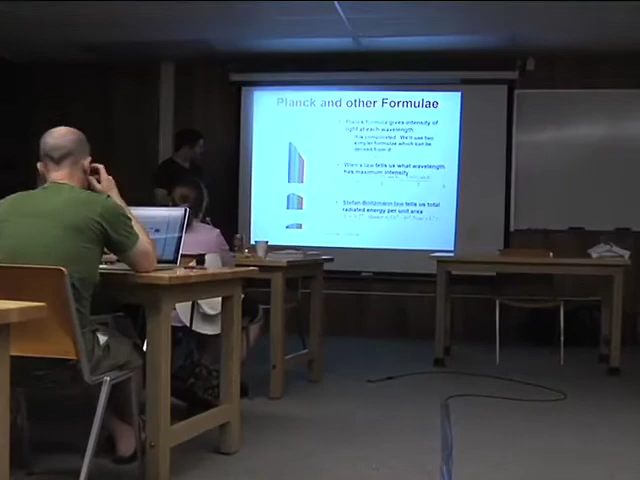 Planck and other Formulae
Planck formula gives intensity of
light at each wavelength
It's complicated. We'll use two
simpler formulae which can be
derived from it.
Wien's law tells us what wavelength
has maximum intensity
Stefan-Boltzmann law tells us total
radiated energy per unit area